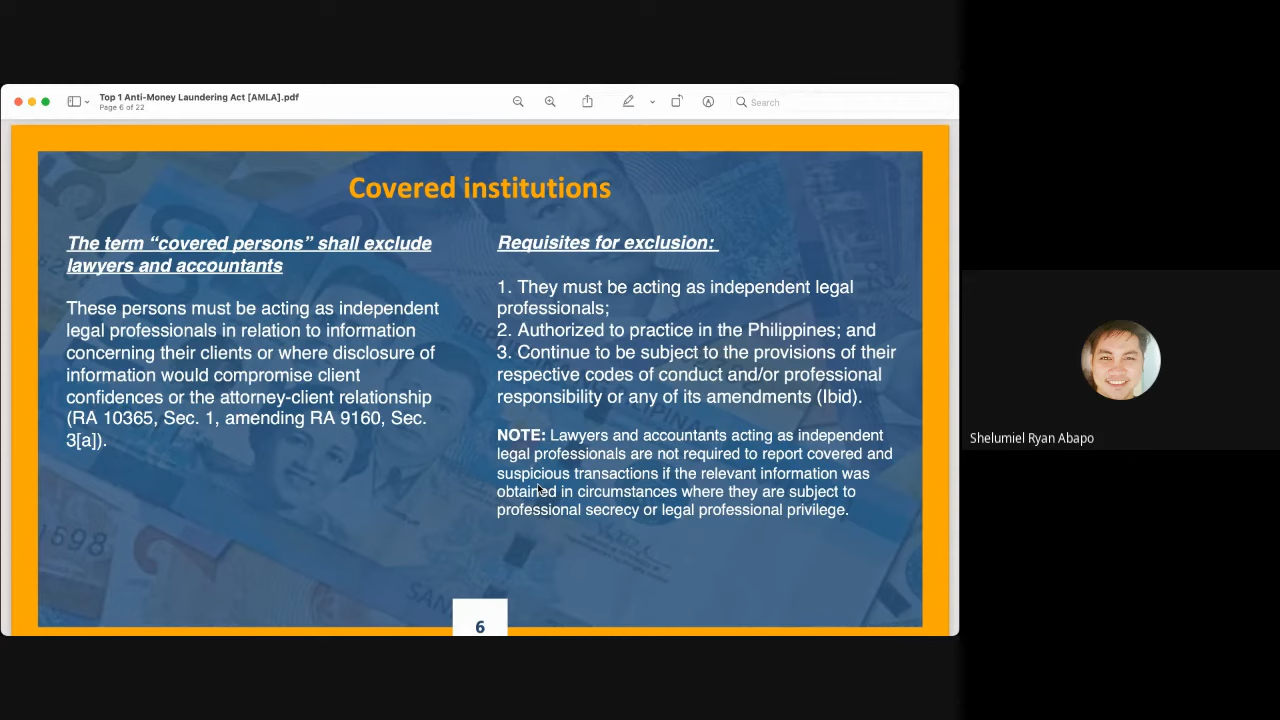 Top 1 Anti-Money Laundering Act [AMLA].pdf
Page 6 of 22
Search
Covered institutions
The term “covered persons” shall exclude
lawyers and accountants
These persons must be acting as independent
legal professionals in relation to information
concerning their clients or where disclosure of
information would compromise client
confidences or the attorney-client relationship
(RA 10365, Sec. 1, amending RA 9160, Sec.
3[a]).
Requisites for exclusion:
1. They must be acting as independent legal
professionals;
2. Authorized to practice in the Philippines; and
3. Continue to be subject to the provisions of their
respective codes of conduct and/or professional
responsibility or any of its amendments (Ibid).
NOTE: Lawyers and accountants acting as independent
legal professionals are not required to report covered and
suspicious transactions if the relevant information was
obtained in circumstances where they are subject to
professional secrecy or legal professional privilege.
6
Shelumiel Ryan Abapo